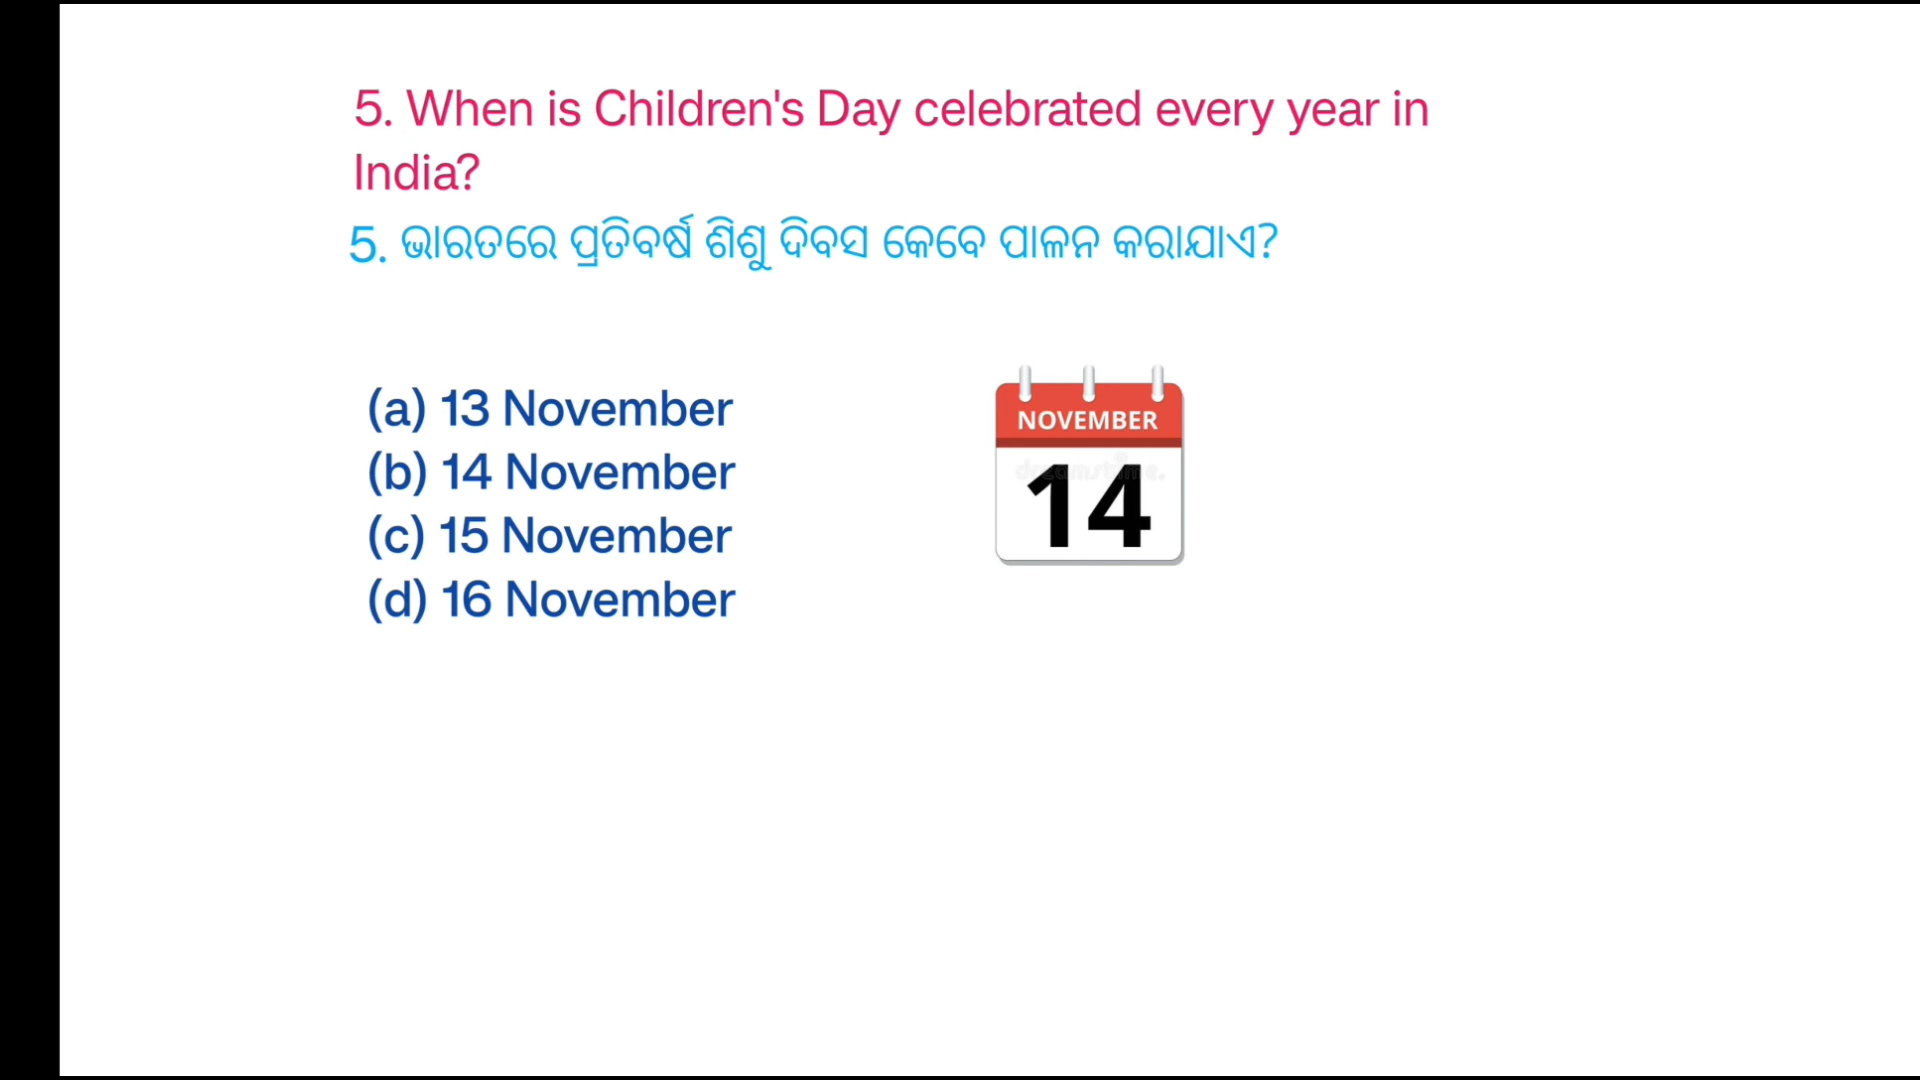 5. When is Children's Day celebrated every year in
India?
5. ଭାରତରେ ପ୍ରତିବର୍ଷ ଶିଶୁ ଦିବସ କେବେ ପାଳନ କରାଯାଏ?
(a) 13 November
(b) 14 November
(c) 15 November
(d) 16 November
NOVEMBER
dreamstime.
14